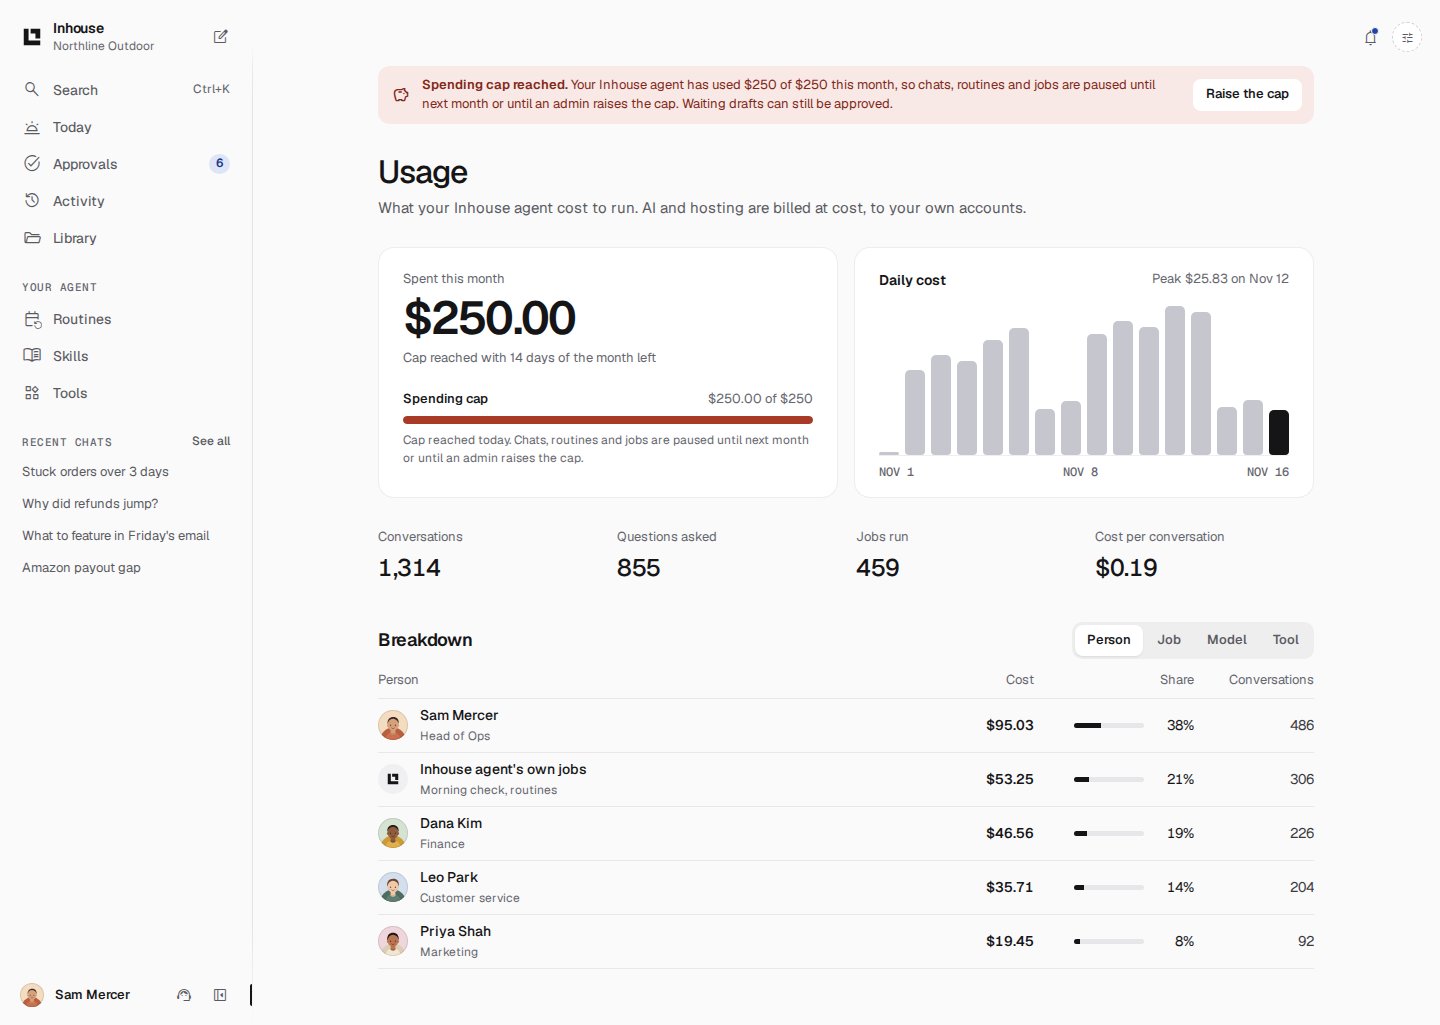 Inhouse
Northline Outdoor
Search Ctrl+K
Today
Approvals 6
Activity
Library
YOUR AGENT
Routines
Skills
Tools
RECENT CHATS See all
Stuck orders over 3 days
Why did refunds jump?
What to feature in Friday's email
Amazon payout gap
Sam Mercer
Spending cap reached. Your Inhouse agent has used $250 of $250 this month, so chats, routines and jobs are paused until
next month or until an admin raises the cap. Waiting drafts can still be approved.
Raise the cap
Usage
What your Inhouse agent cost to run. AI and hosting are billed at cost, to your own accounts.
Spent this month
$250.00
Cap reached with 14 days of the month left
Spending cap $250.00 of $250
Cap reached today. Chats, routines and jobs are paused until next month
or until an admin raises the cap.
Daily cost Peak $25.83 on Nov 12
NOV 1 NOV 8 NOV 16
Conversations Questions asked Jobs run Cost per conversation
1,314 855 459 $0.19
Breakdown Person Job Model Tool
Person Cost Share Conversations
Sam Mercer
Head of Ops
$95.03 38% 486
Inhouse agent's own jobs
Morning check, routines
$53.25 21% 306
Dana Kim
Finance
$46.56 19% 226
Leo Park
Customer service
$35.71 14% 204
Priya Shah
Marketing
$19.45 8% 92